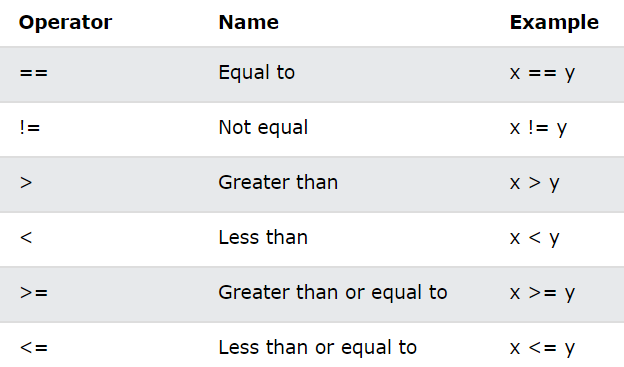 Operator Name Example
== Equal to x == y
!= Not equal x != y
> Greater than x > y
< Less than x < y
>= Greater than or equal to x >= y
<= Less than or equal to x <= y